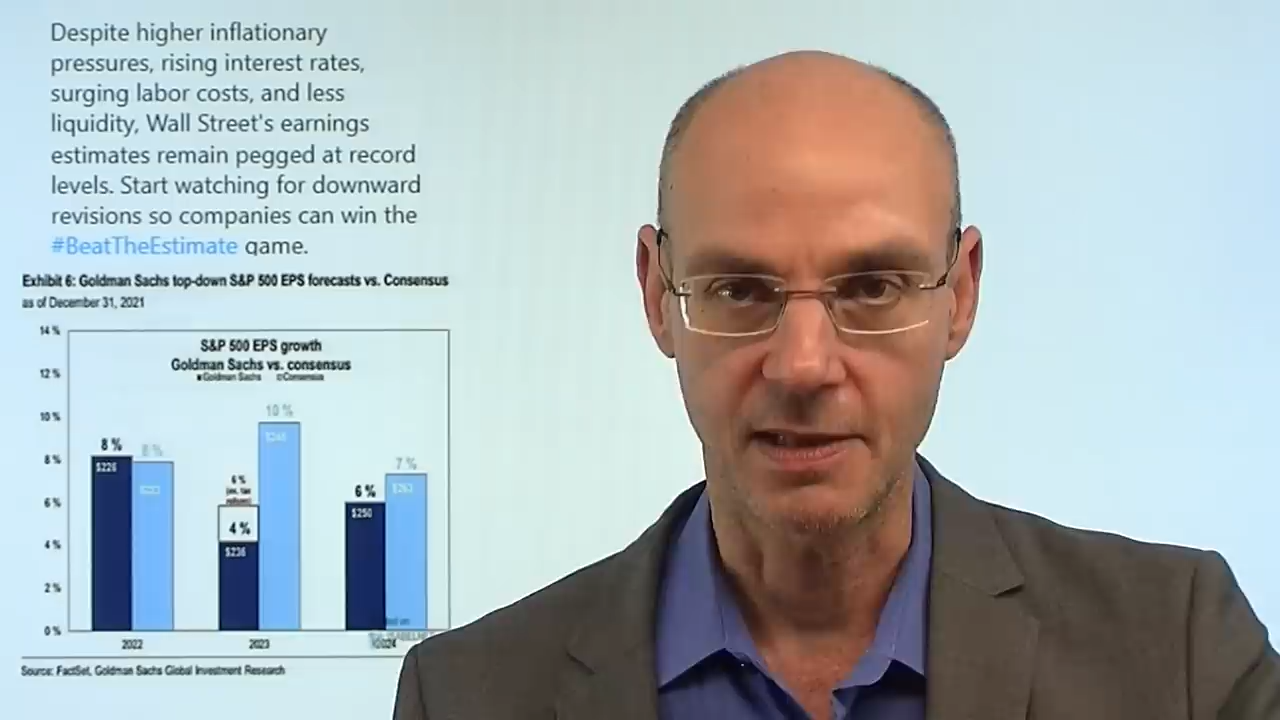 Despite higher inflationary
pressures, rising interest rates,
surging labor costs, and less
liquidity, Wall Street's earnings
estimates remain pegged at record
levels. Start watching for downward
revisions so companies can win the
#BeatTheEstimate game.
Exhibit 6: Goldman Sachs top-down S&P 500 EPS forecasts vs. Consensus
as of December 31, 2021
14 %
S&P 500 EPS growth
Goldman Sachs vs. consensus
Goldman Sachs Consensus
12 %
10 %
10 %
8 %
8 %
8 %
7 %
6 %
6 %
6 %
4 %
4 %
2 %
0 %
$226
$250
$236
2022
2023
Source: FactSet, Goldman Sachs Global Investment Research